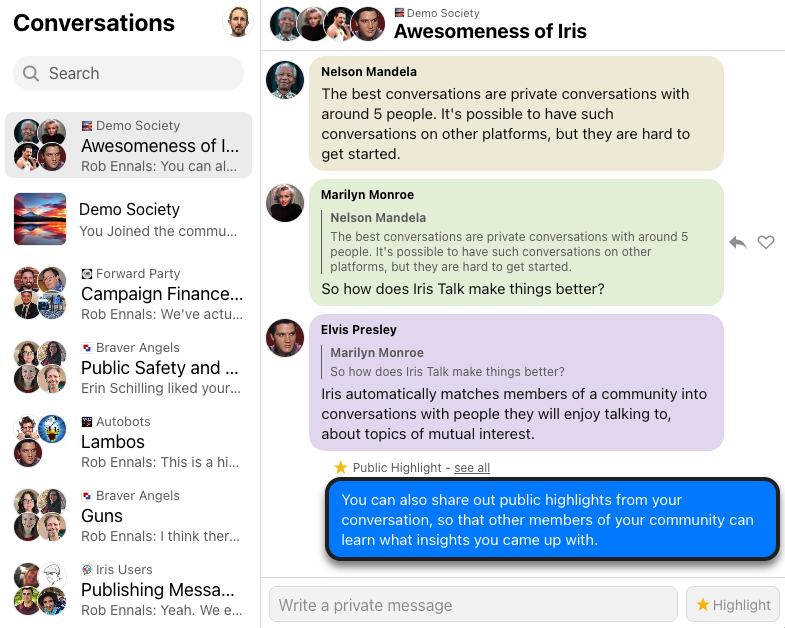 Conversations
Search
Demo Society
Awesomeness of I...
Rob Ennals: You can al...
Demo Society
You Joined the commu...
Forward Party
Campaign Finance...
Rob Ennals: We've actu...
Braver Angels
Public Safety and ...
Erin Schilling liked your...
Autobots
Lambos
Rob Ennals: This is a hi...
Braver Angels
Guns
Rob Ennals: I think ther...
Iris Users
Publishing Messa...
Rob Ennals: Yeah. We e...
Demo Society
Awesomeness of Iris
Nelson Mandela
The best conversations are private conversations with
around 5 people. It's possible to have such
conversations on other platforms, but they are hard to
get started.
Marilyn Monroe
Nelson Mandela
The best conversations are private conversations with around 5
people. It's possible to have such conversations on other
platforms, but they are hard to get started.
So how does Iris Talk make things better?
Elvis Presley
Marilyn Monroe
So how does Iris Talk make things better?
Iris automatically matches members of a community into
conversations with people they will enjoy talking to,
about topics of mutual interest.
Public Highlight - see all
You can also share out public highlights from your
conversation, so that other members of your community can
learn what insights you came up with.
Write a private message
Highlight